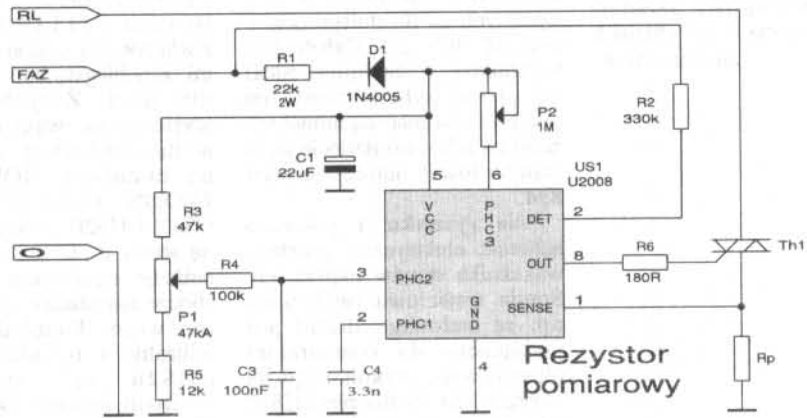 RL
FAZ
R1
22k
2W
D1
1N4005
P2
1M
R2
330k
C1
22uF
5
6
US1
U2008
VCC
PHC3
DET
2
R3
47k
O
R4
100k
3
PHC2
OUT
8
R6
180R
Th1
P1
47kA
2
PHC1
GND
SENSE
1
4
R5
12k
C3
100nF
C4
3.3n
Rezystor
pomiarowy
Rp